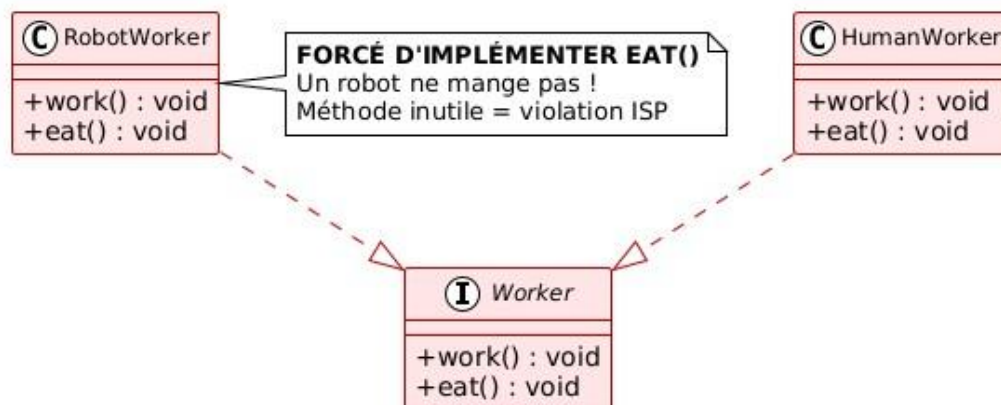 C RobotWorker
+work() : void
+eat() : void
FORCÉ D'IMPLÉMENTER EAT()
Un robot ne mange pas !
Méthode inutile = violation ISP
C HumanWorker
+work() : void
+eat() : void
I Worker
+work() : void
+eat() : void